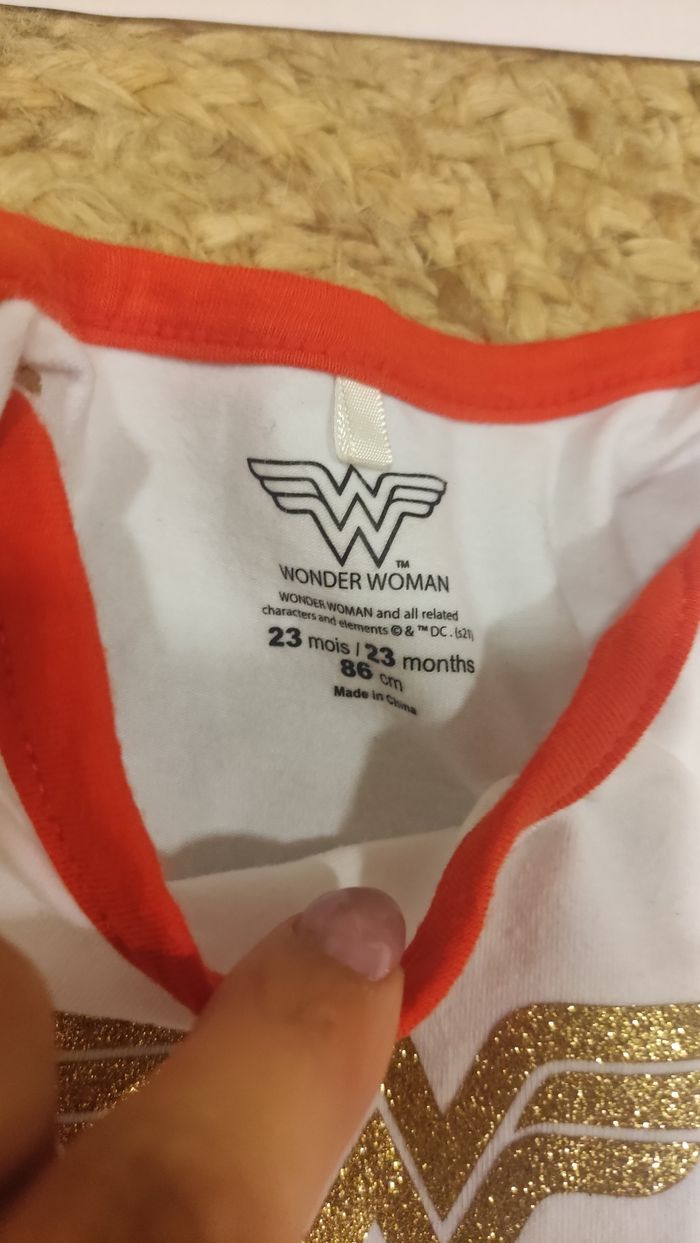 TM
WONDER WOMAN
WONDER WOMAN and all related
characters and elements © & ™ DC. (s21)
23 mois / 23 months
86 cm
Made in China